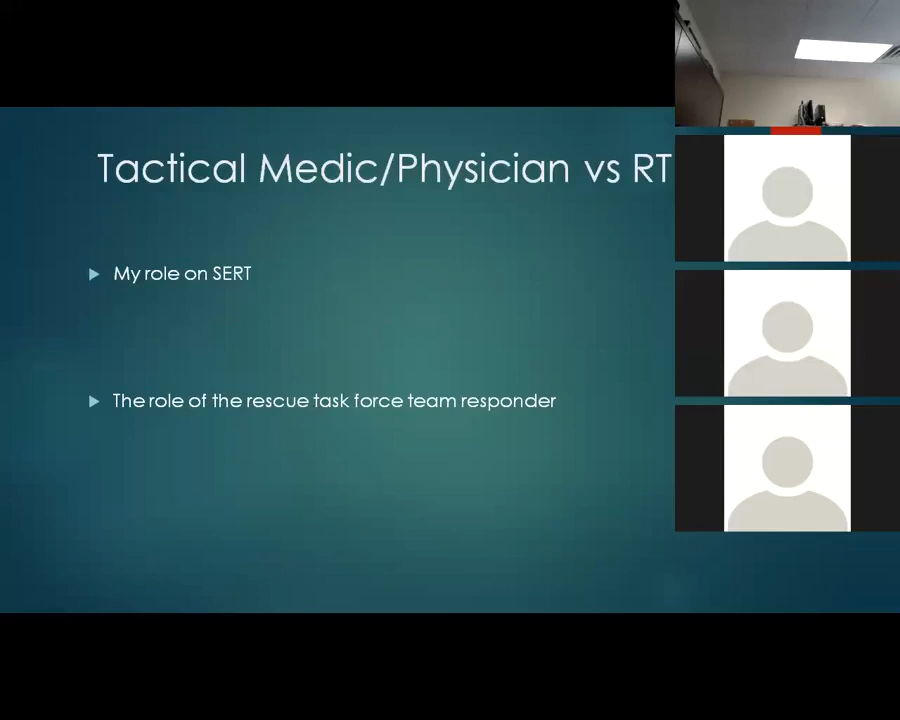 Tactical Medic/Physician vs RT
My role on SERT
The role of the rescue task force team responder